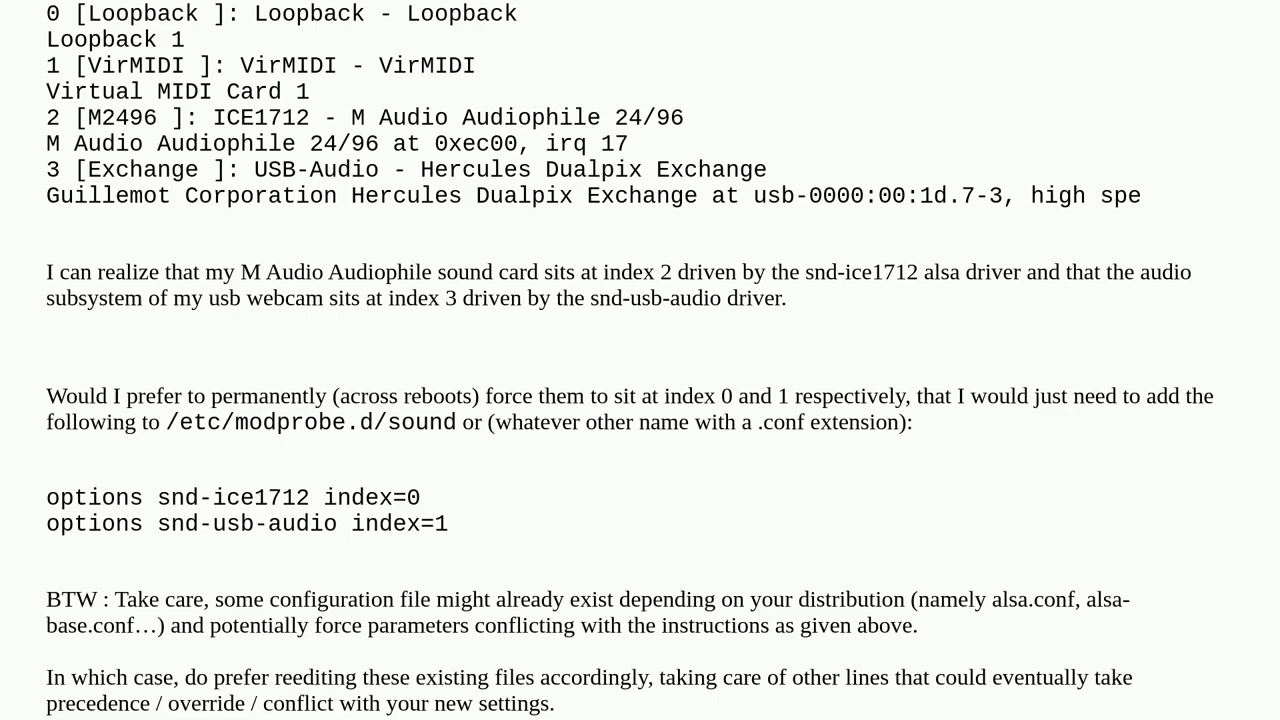 0 [Loopback ]: Loopback - Loopback
Loopback 1
1 [VirMIDI ]: VirMIDI - VirMIDI
Virtual MIDI Card 1
2 [M2496 ]: ICE1712 - M Audio Audiophile 24/96
M Audio Audiophile 24/96 at 0xec00, irq 17
3 [Exchange ]: USB-Audio - Hercules Dualpix Exchange
Guillemot Corporation Hercules Dualpix Exchange at usb-0000:00:1d.7-3, high spe
I can realize that my M Audio Audiophile sound card sits at index 2 driven by the snd-ice1712 alsa driver and that the audio
subsystem of my usb webcam sits at index 3 driven by the snd-usb-audio driver.
Would I prefer to permanently (across reboots) force them to sit at index 0 and 1 respectively, that I would just need to add the
following to /etc/modprobe.d/sound or (whatever other name with a .conf extension):
options snd-ice1712 index=0
options snd-usb-audio index=1
BTW : Take care, some configuration file might already exist depending on your distribution (namely alsa.conf, alsa-
base.conf…) and potentially force parameters conflicting with the instructions as given above.
In which case, do prefer reediting these existing files accordingly, taking care of other lines that could eventually take
precedence / override / conflict with your new settings.